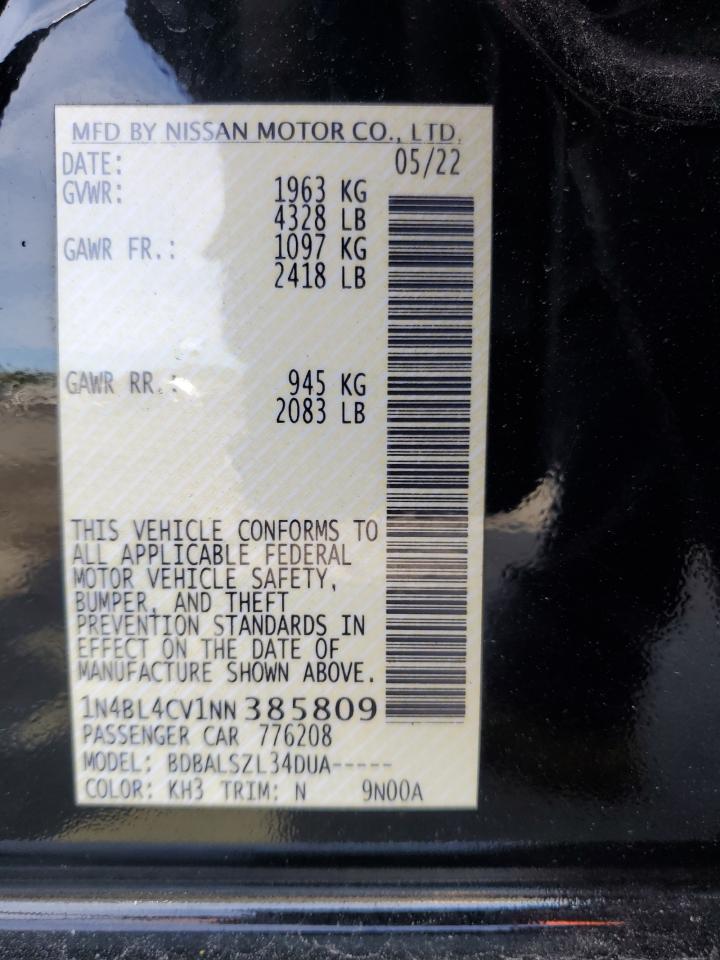 MFD BY NISSAN MOTOR CO., LTD.
DATE: 05/22
GVWR: 1963 KG
4328 LB
GAWR FR.: 1097 KG
2418 LB
GAWR RR.: 945 KG
2083 LB
THIS VEHICLE CONFORMS TO
ALL APPLICABLE FEDERAL
MOTOR VEHICLE SAFETY,
BUMPER, AND THEFT
PREVENTION STANDARDS IN
EFFECT ON THE DATE OF
MANUFACTURE SHOWN ABOVE.
1N4BL4CV1NN385809
PASSENGER CAR 776208
MODEL: BDBALSZL34DUA-----
COLOR: KH3 TRIM: N 9N00A